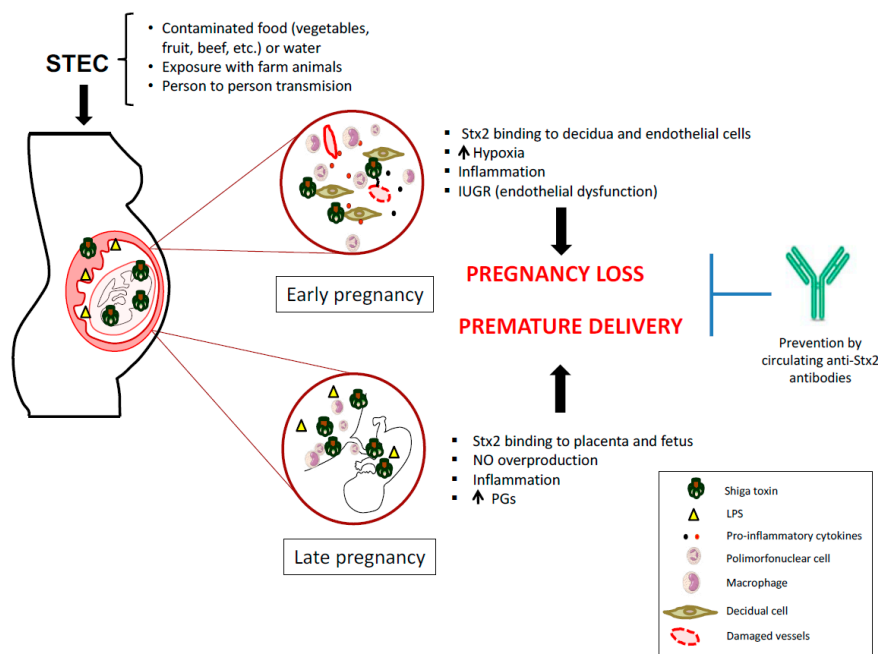 STEC
• Contaminated food (vegetables,
fruit, beef, etc.) or water
• Exposure with farm animals
• Person to person transmision
▪ Stx2 binding to decidua and endothelial cells
▪ ↑ Hypoxia
▪ Inflammation
▪ IUGR (endothelial dysfunction)
Early pregnancy
PREGNANCY LOSS
PREMATURE DELIVERY
Prevention by
circulating anti-Stx2
antibodies
▪ Stx2 binding to placenta and fetus
▪ NO overproduction
▪ Inflammation
▪ ↑ PGs
Late pregnancy
Shiga toxin
LPS
Pro-inflammatory cytokines
Polimorfonuclear cell
Macrophage
Decidual cell
Damaged vessels